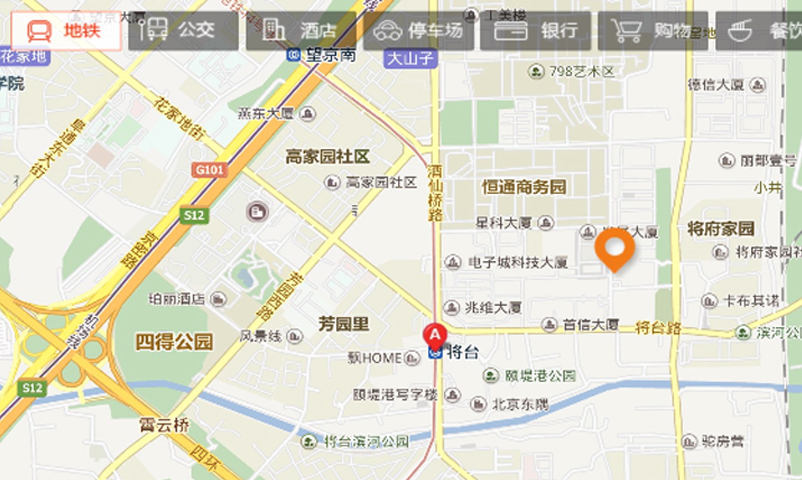 地铁
公交
酒店
停车场
银行
购物
餐饮
望京南
大山子
花家地
学院
798艺术区
德信大厦
燕东大厦
花家地街
阜通东大街
高家园社区
高家园社区
G101
S12
酒仙桥路
恒通商务园
丽都壹号
小井
星科大厦
将府家园
将府家园社
京密路
电子城科技大厦
芳园西路
珀丽酒店
兆维大厦
卡布其诺
机场线
四得公园
风景线
芳园里
首信大厦
将台路
滨河公
A
将台
飘HOME
颐堤港公园
S12
颐堤港写字楼
北京东隅
霄云桥
将台滨河公园
驼房营
四环